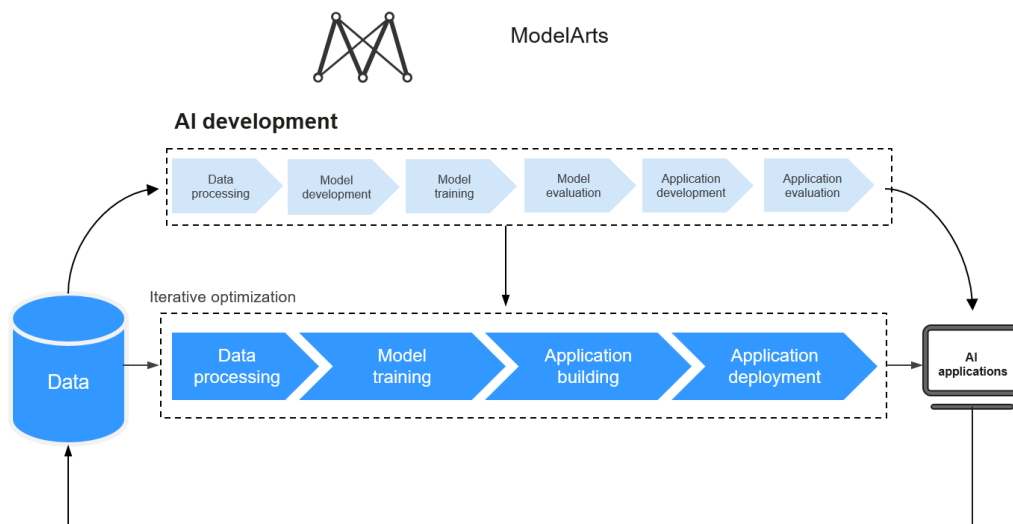 ModelArts
AI development
Data
processing
Model
development
Model
training
Model
evaluation
Application
development
Application
evaluation
Iterative optimization
Data
Data
processing
Model
training
Application
building
Application
deployment
AI
applications